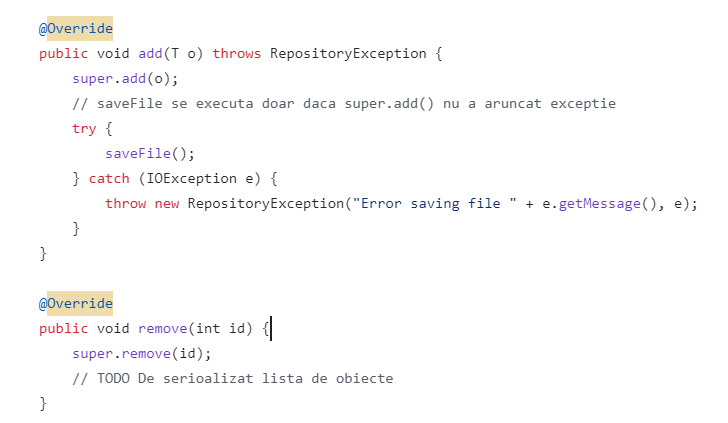 @Override
public void add(T o) throws RepositoryException {
    super.add(o);
    // saveFile se executa doar daca super.add() nu a aruncat exceptie
    try {
        saveFile();
    } catch (IOException e) {
        throw new RepositoryException("Error saving file " + e.getMessage(), e);
    }
}

@Override
public void remove(int id) {
    super.remove(id);
    // TODO De serioalizat lista de obiecte
}